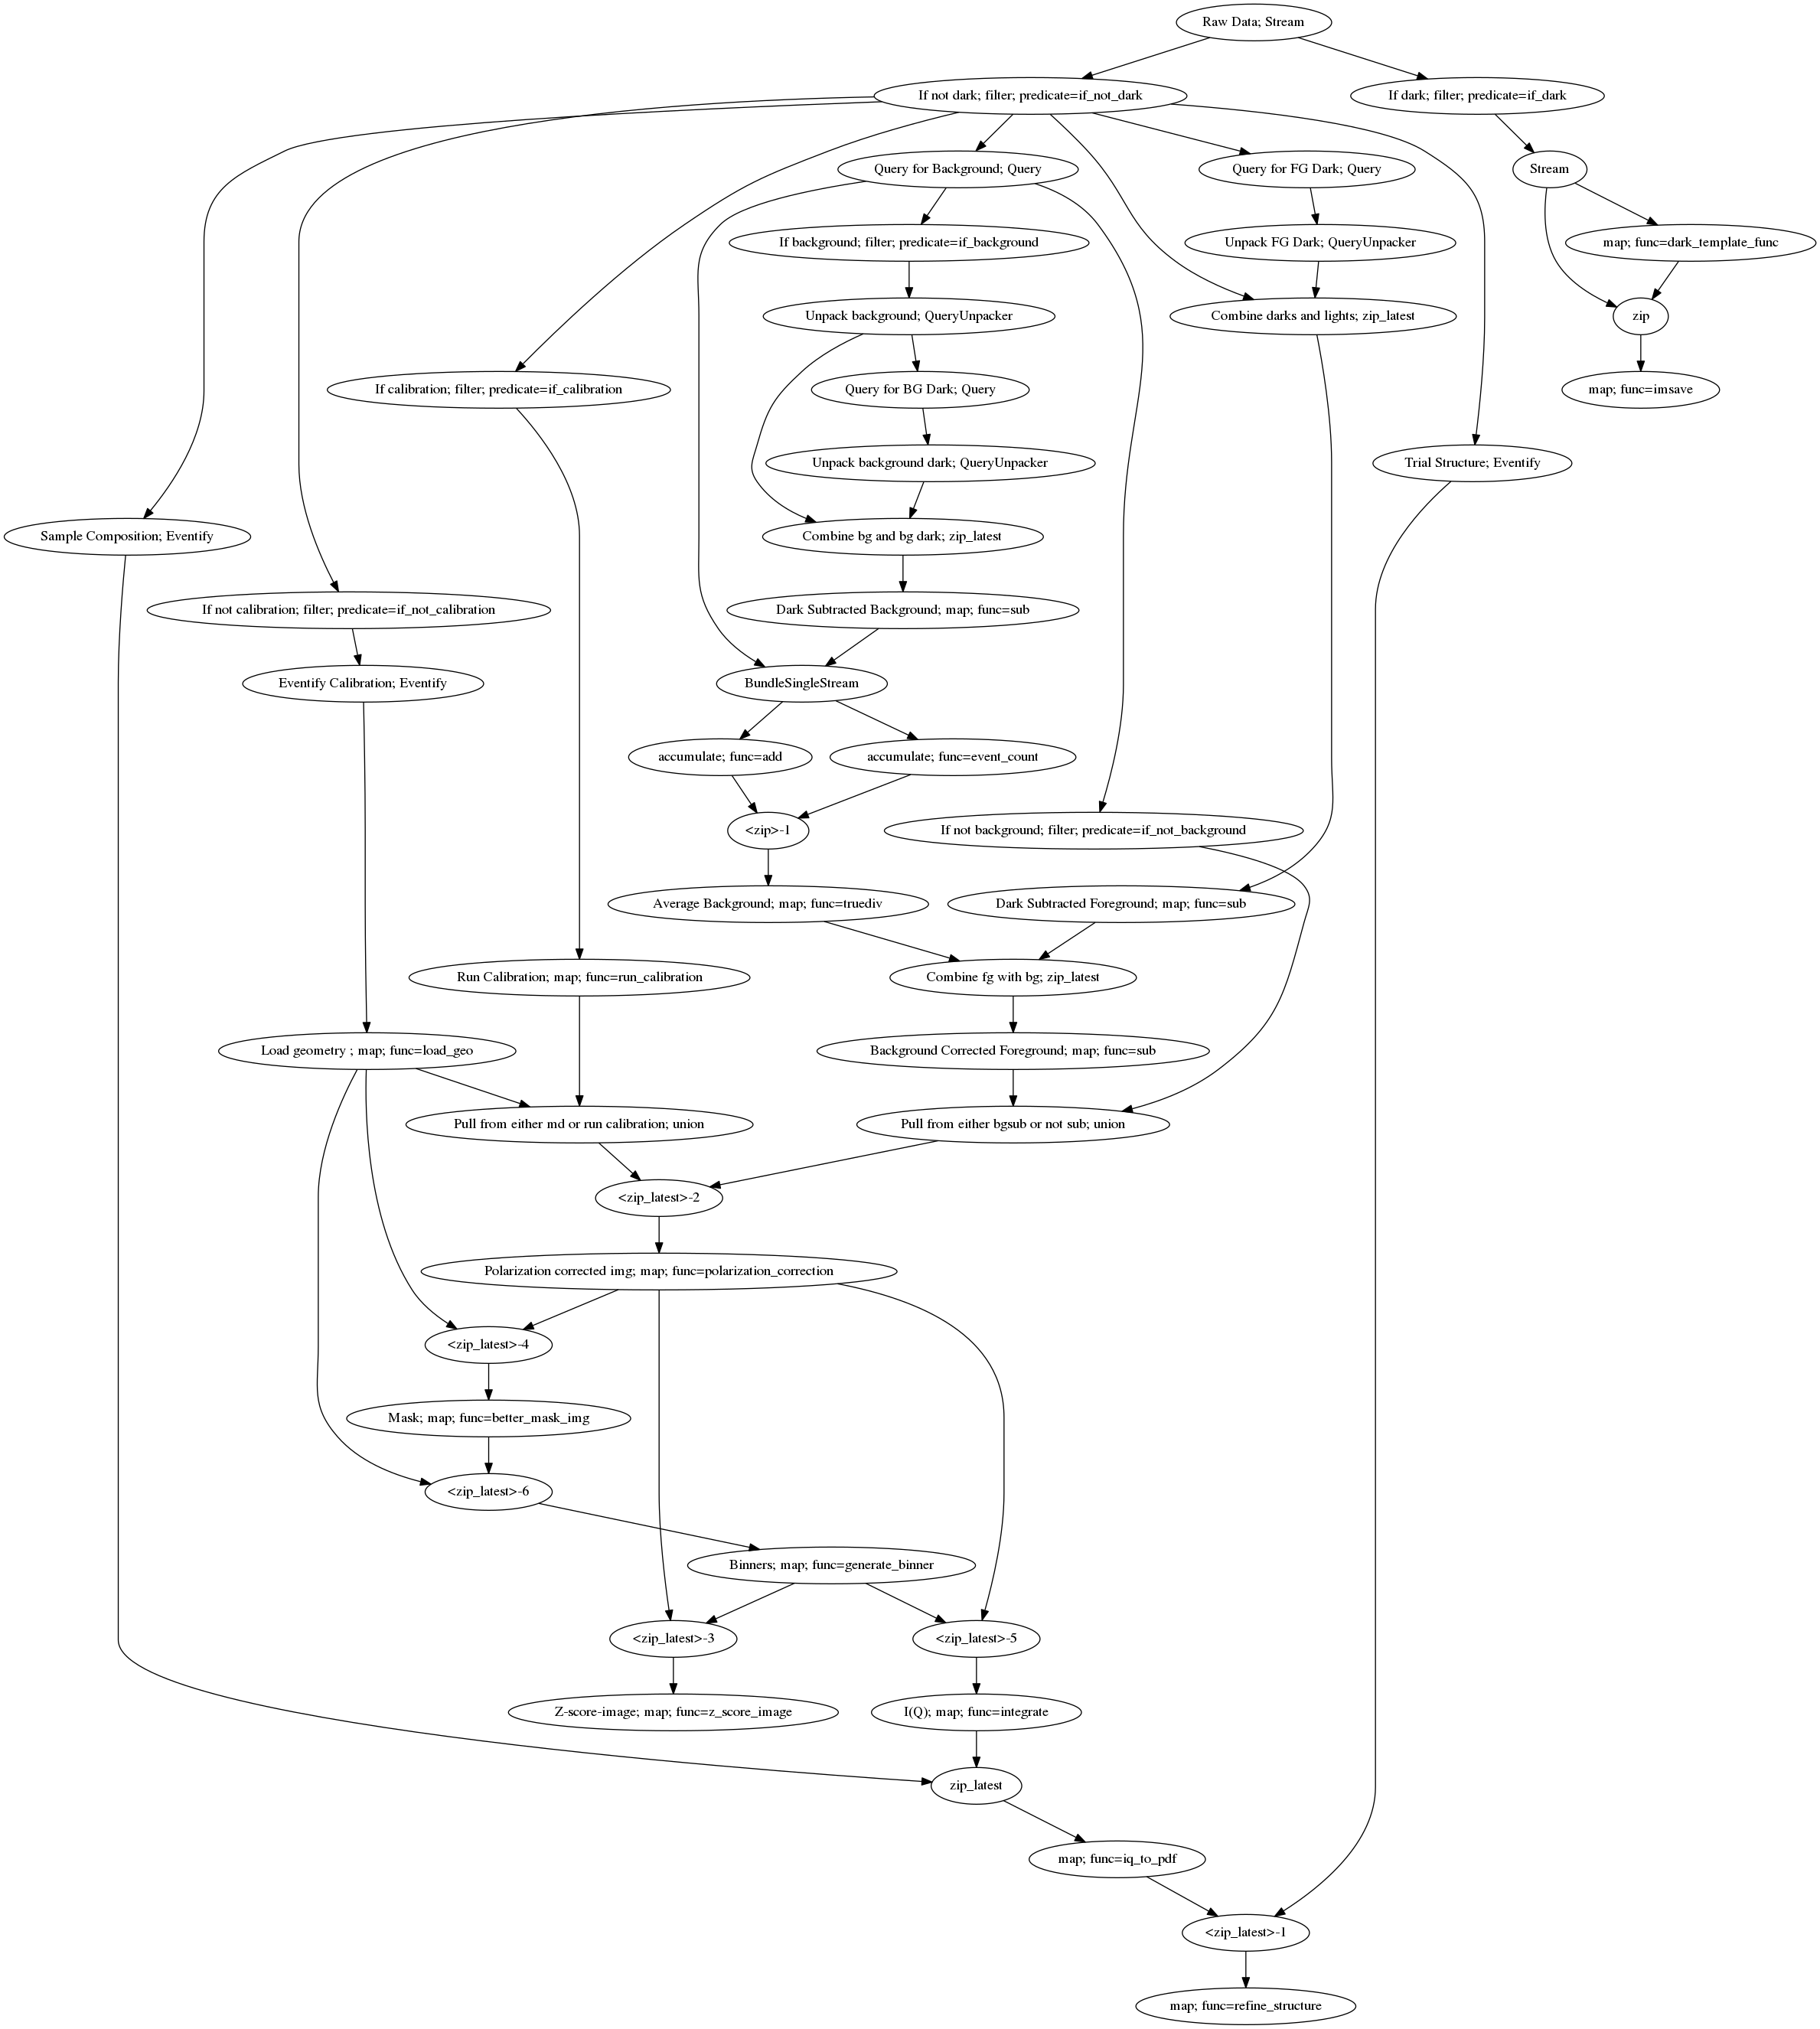 Raw Data; Stream
If not dark; filter; predicate=if_not_dark
If dark; filter; predicate=if_dark
Query for Background; Query
Query for FG Dark; Query
Stream
If background; filter; predicate=if_background
Unpack FG Dark; QueryUnpacker
map; func=dark_template_func
Unpack background; QueryUnpacker
Combine darks and lights; zip_latest
zip
If calibration; filter; predicate=if_calibration
Query for BG Dark; Query
map; func=imsave
Unpack background dark; QueryUnpacker
Trial Structure; Eventify
Sample Composition; Eventify
Combine bg and bg dark; zip_latest
If not calibration; filter; predicate=if_not_calibration
Dark Subtracted Background; map; func=sub
Eventify Calibration; Eventify
BundleSingleStream
accumulate; func=add
accumulate; func=event_count
<zip>-1
If not background; filter; predicate=if_not_background
Average Background; map; func=truediv
Dark Subtracted Foreground; map; func=sub
Run Calibration; map; func=run_calibration
Combine fg with bg; zip_latest
Load geometry ; map; func=load_geo
Background Corrected Foreground; map; func=sub
Pull from either md or run calibration; union
Pull from either bgsub or not sub; union
<zip_latest>-2
Polarization corrected img; map; func=polarization_correction
<zip_latest>-4
Mask; map; func=better_mask_img
<zip_latest>-6
Binners; map; func=generate_binner
<zip_latest>-3
<zip_latest>-5
Z-score-image; map; func=z_score_image
I(Q); map; func=integrate
zip_latest
map; func=iq_to_pdf
<zip_latest>-1
map; func=refine_structure